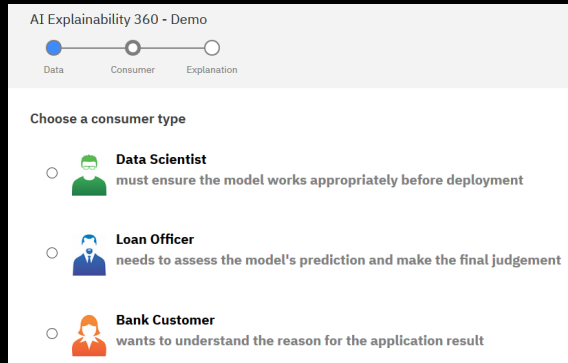 AI Explainability 360 - Demo
Data Consumer Explanation
Choose a consumer type
Data Scientist
must ensure the model works appropriately before deployment
Loan Officer
needs to assess the model's prediction and make the final judgement
Bank Customer
wants to understand the reason for the application result